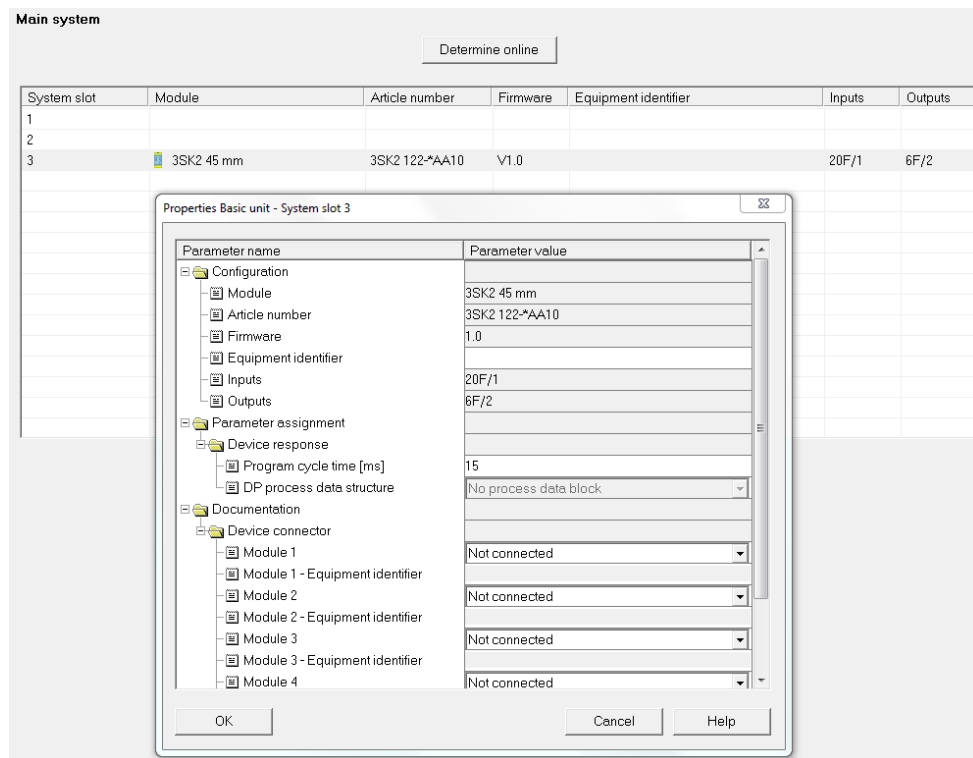 Main system
Determine online
System slot Module Article number Firmware Equipment identifier Inputs Outputs
1
2
3 3SK2 45 mm 3SK2 122-*AA10 V1.0 20F/1 6F/2
Properties Basic unit - System slot 3
Parameter name Parameter value
Configuration
Module 3SK2 45 mm
Article number 3SK2 122-*AA10
Firmware 1.0
Equipment identifier
Inputs 20F/1
Outputs 6F/2
Parameter assignment
Device response
Program cycle time [ms] 15
DP process data structure No process data block
Documentation
Device connector
Module 1 Not connected
Module 1 - Equipment identifier
Module 2 Not connected
Module 2 - Equipment identifier
Module 3 Not connected
Module 3 - Equipment identifier
Module 4 Not connected
OK Cancel Help